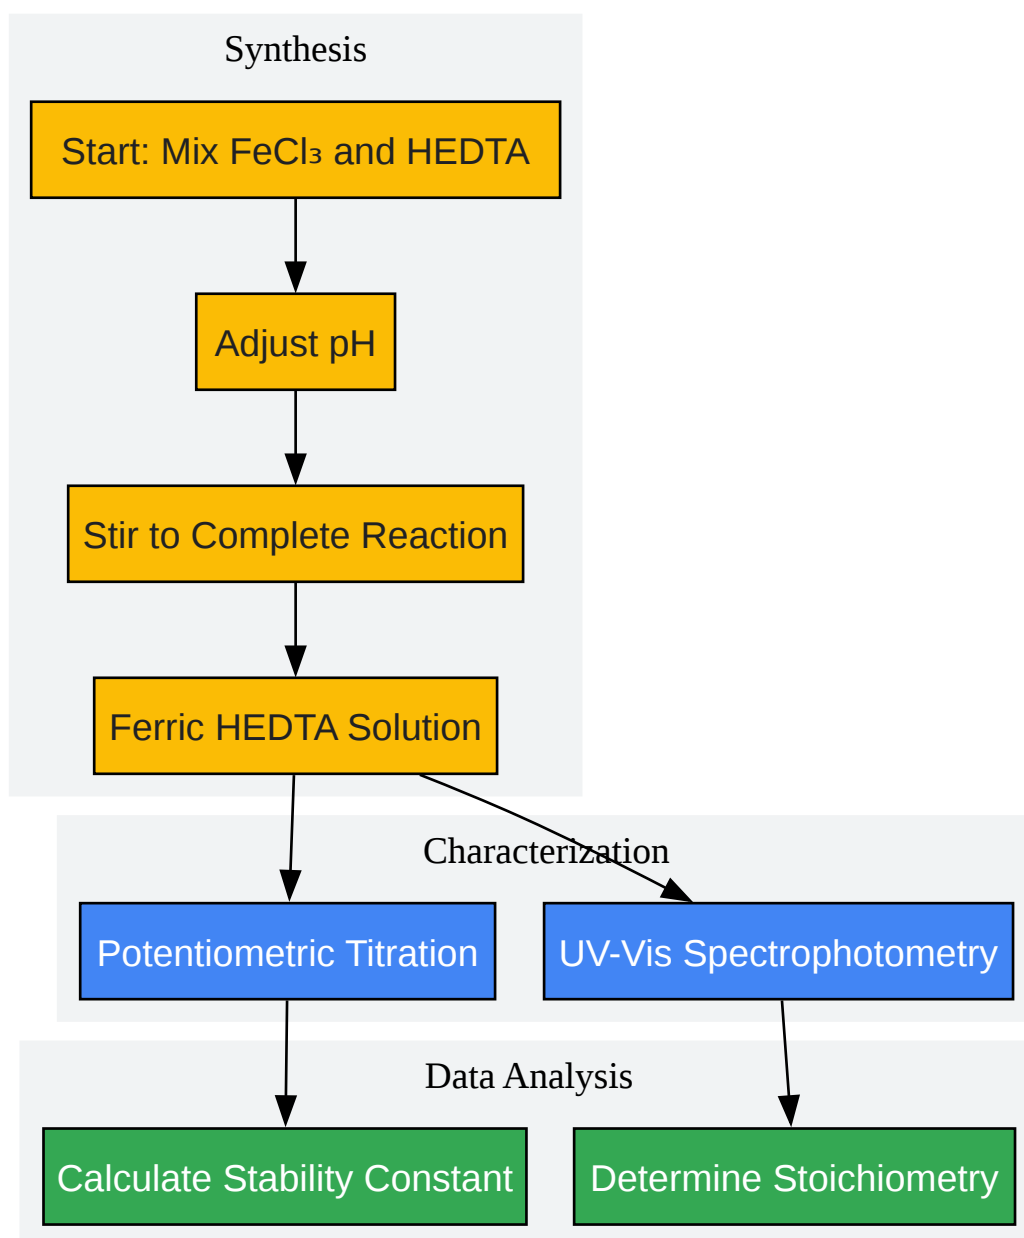 Synthesis
Start: Mix FeCl₃ and HEDTA
Adjust pH
Stir to Complete Reaction
Ferric HEDTA Solution
Characterization
Potentiometric Titration
UV-Vis Spectrophotometry
Data Analysis
Calculate Stability Constant
Determine Stoichiometry